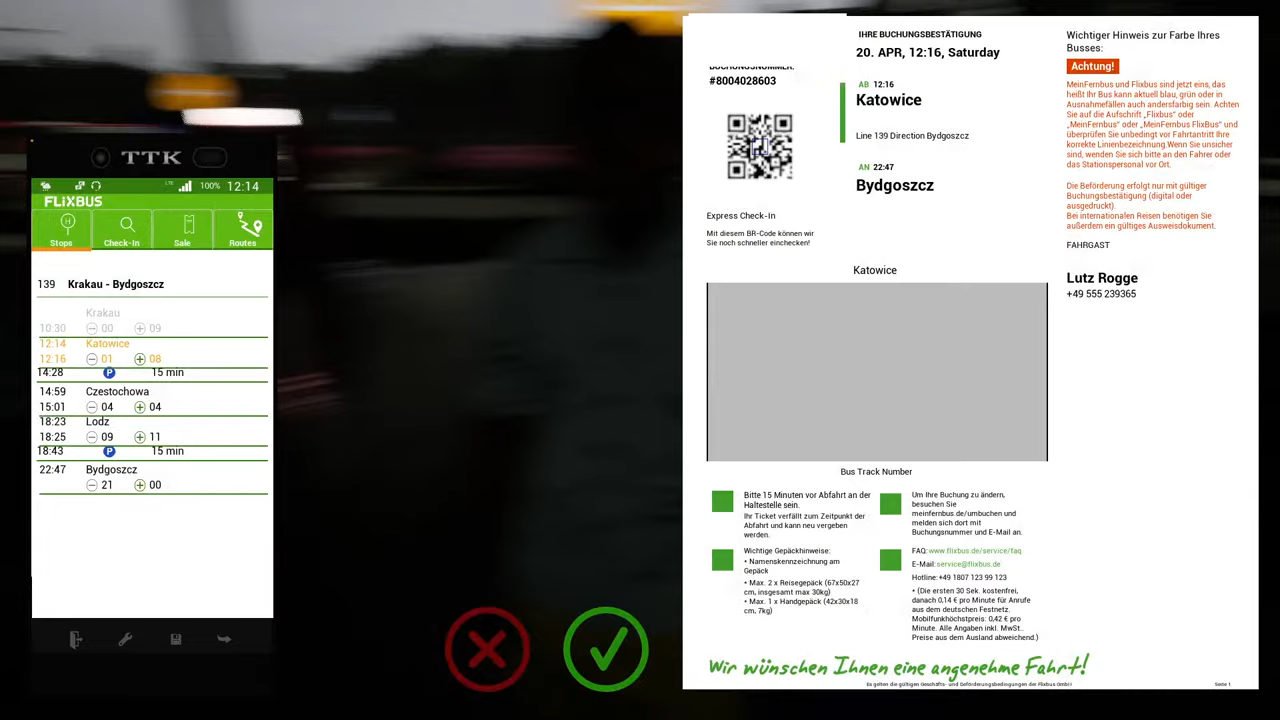 TTK
LTE 100% 12:14
FLiXBUS
Stops Check-In Sale Routes
139 Krakau - Bydgoszcz
Krakau
10:30 00 09
12:14 Katowice
12:16 01 08
14:28 P 15 min
14:59 Czestochowa
15:01 04 04
18:23 Lodz
18:25 09 11
18:43 P 15 min
22:47 Bydgoszcz
21 00
BUCHUNGSNUMMER:
#8004028603
Express Check-In
Mit diesem BR-Code können wir
Sie noch schneller einchecken!
IHRE BUCHUNGSBESTÄTIGUNG
20. APR, 12:16, Saturday
AB 12:16
Katowice
Line 139 Direction Bydgoszcz
AN 22:47
Bydgoszcz
Katowice
Bus Track Number
Bitte 15 Minuten vor Abfahrt an der
Haltestelle sein.
Ihr Ticket verfällt zum Zeitpunkt der
Abfahrt und kann neu vergeben
werden.
Wichtige Gepäckhinweise:
• Namenskennzeichnung am
Gepäck
• Max. 2 x Reisegepäck (67x50x27
cm, insgesamt max 30kg)
• Max. 1 x Handgepäck (42x30x18
cm, 7kg)
Um Ihre Buchung zu ändern,
besuchen Sie
meinfernbus.de/umbuchen und
melden sich dort mit
Buchungsnummer und E-Mail an.
FAQ: www.flixbus.de/service/faq
E-Mail: service@flixbus.de
Hotline: +49 1807 123 99 123
• (Die ersten 30 Sek. kostenfrei,
danach 0,14 € pro Minute für Anrufe
aus dem deutschen Festnetz.
Mobilfunkhöchstpreis: 0,42 € pro
Minute. Alle Angaben inkl. MwSt..
Preise aus dem Ausland abweichend.)
Wichtiger Hinweis zur Farbe Ihres
Busses:
Achtung!
MeinFernbus und Flixbus sind jetzt eins, das
heißt Ihr Bus kann aktuell blau, grün oder in
Ausnahmefällen auch andersfarbig sein. Achten
Sie auf die Aufschrift „Flixbus" oder
„MeinFernbus" oder „MeinFernbus FlixBus" und
überprüfen Sie unbedingt vor Fahrtantritt Ihre
korrekte Linienbezeichnung.Wenn Sie unsicher
sind, wenden Sie sich bitte an den Fahrer oder
das Stationspersonal vor Ort.
Die Beförderung erfolgt nur mit gültiger
Buchungsbestätigung (digital oder
ausgedruckt).
Bei internationalen Reisen benötigen Sie
außerdem ein gültiges Ausweisdokument.
FAHRGAST
Lutz Rogge
+49 555 239365
Wir wünschen Ihnen eine angenehme Fahrt!
Es gelten die gültigen Geschäfts- und Beförderungsbedingungen der Flixbus GmbH
Seite 1